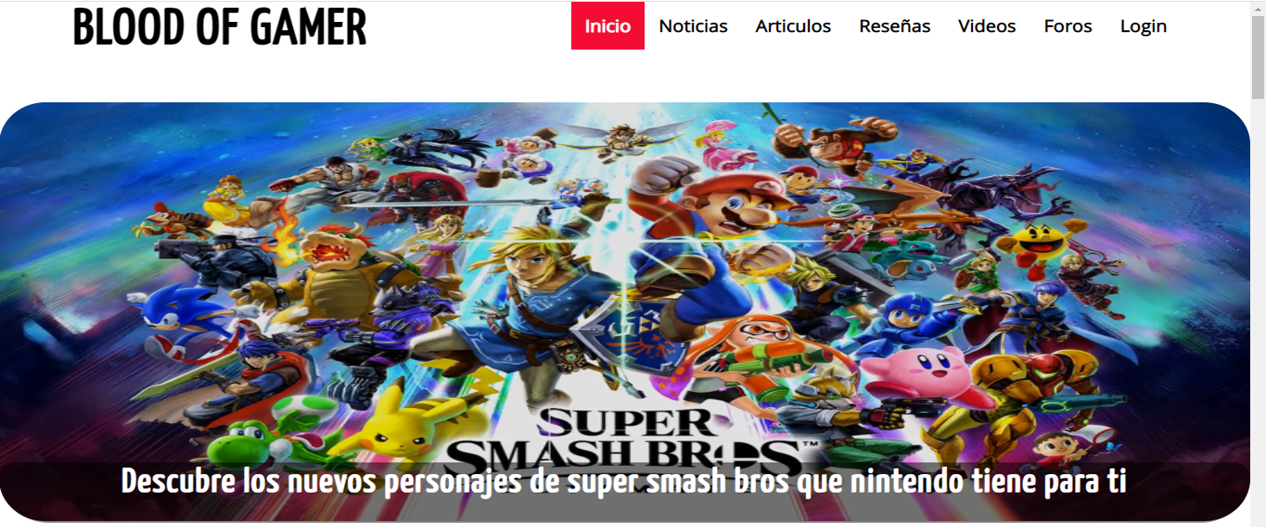 BLOOD OF GAMER
Inicio Noticias Articulos Reseñas Videos Foros Login
SUPER
SMASH BROS™
Descubre los nuevos personajes de super smash bros que nintendo tiene para ti